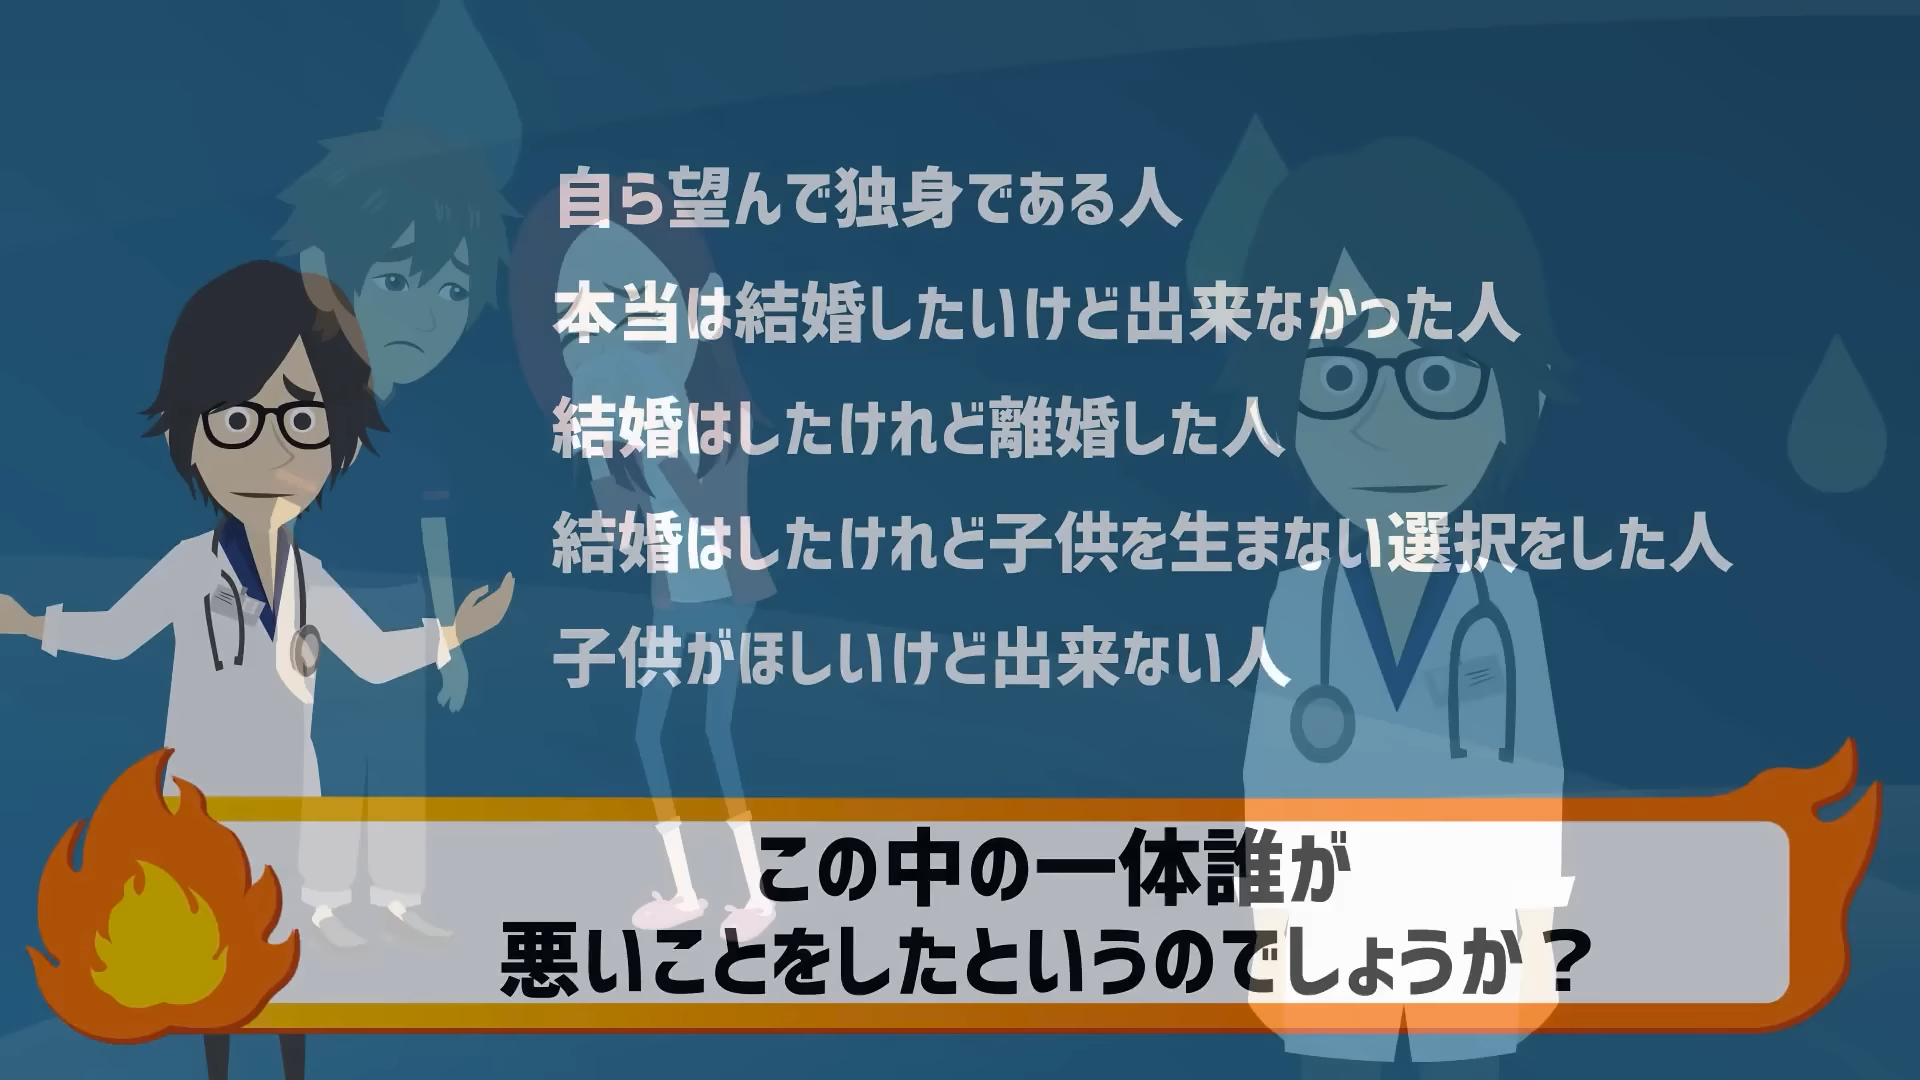 自ら望んで独身である人
本当は結婚したいけど出来なかった人
結婚はしたけれど離婚した人
結婚はしたけれど子供を生まない選択をした人
子供がほしいけど出来ない人
この中の一体誰が
悪いことをしたというのでしょうか？